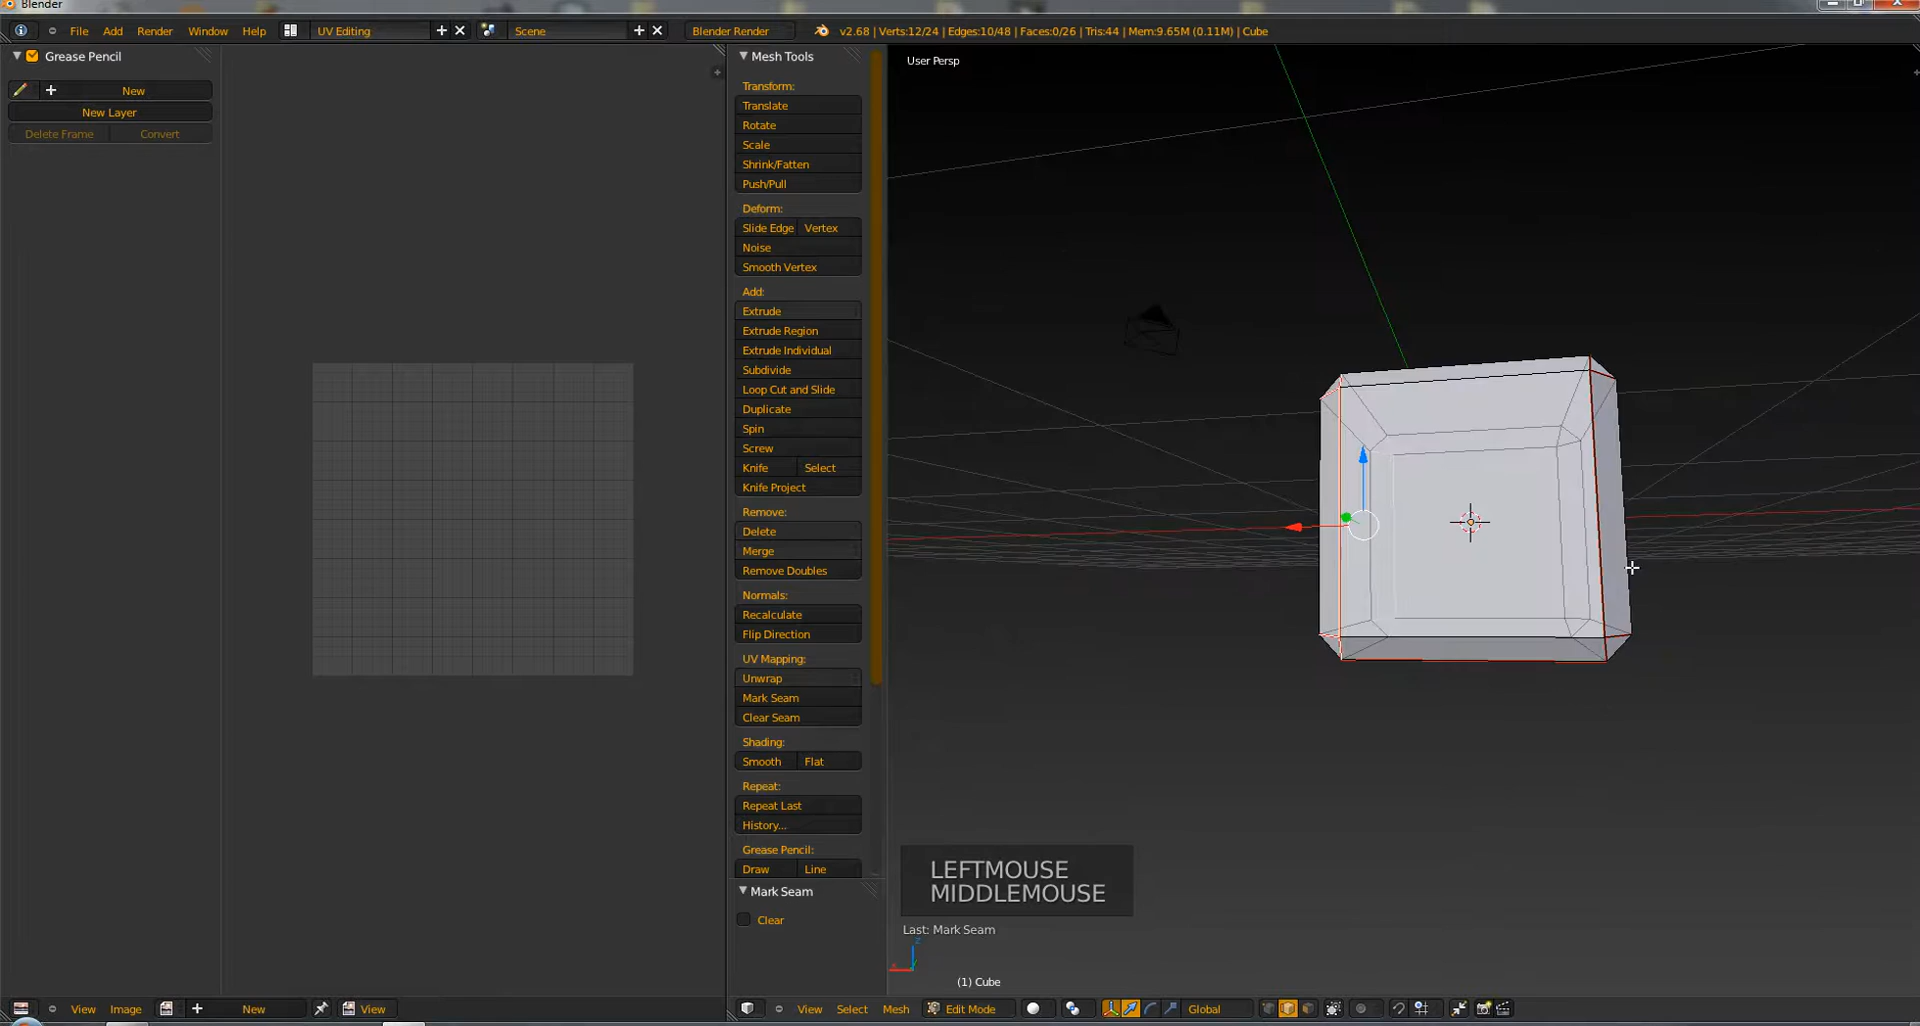 Blender
File Add Render Window Help UV Editing Scene Blender Render v2.68 | Verts:12/24 | Edges:10/48 | Faces:0/26 | Tris:44 | Mem:9.65M (0.11M) | Cube
Grease Pencil
New
New Layer
Delete Frame Convert
Mesh Tools
Transform:
Translate
Rotate
Scale
Shrink/Fatten
Push/Pull
Deform:
Slide Edge Vertex
Noise
Smooth Vertex
Add:
Extrude
Extrude Region
Extrude Individual
Subdivide
Loop Cut and Slide
Duplicate
Spin
Screw
Knife Select
Knife Project
Remove:
Delete
Merge
Remove Doubles
Normals:
Recalculate
Flip Direction
UV Mapping:
Unwrap
Mark Seam
Clear Seam
Shading:
Smooth Flat
Repeat:
Repeat Last
History...
Grease Pencil:
Draw Line
Mark Seam
Clear
User Persp
LEFTMOUSE
MIDDLEMOUSE
Last: Mark Seam
(1) Cube
View Image New View
View Select Mesh Edit Mode Global